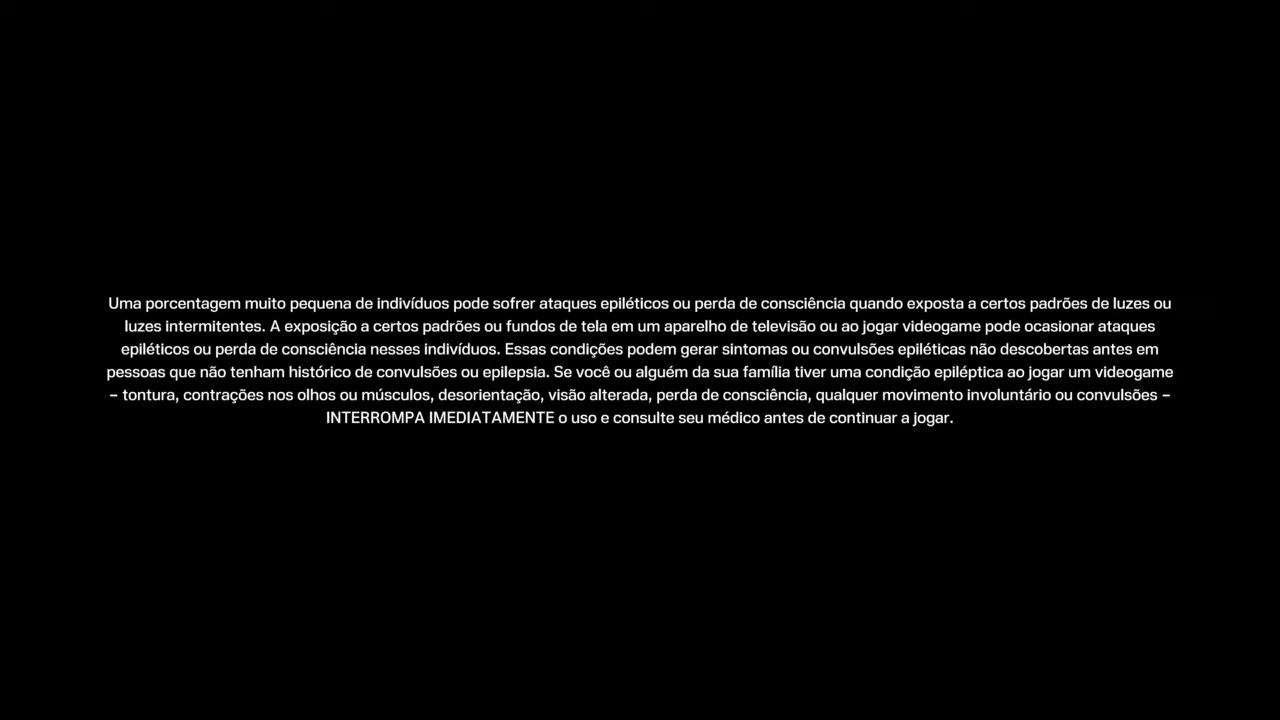 Uma porcentagem muito pequena de indivíduos pode sofrer ataques epiléticos ou perda de consciência quando exposta a certos padrões de luzes ou
luzes intermitentes. A exposição a certos padrões ou fundos de tela em um aparelho de televisão ou ao jogar videogame pode ocasionar ataques
epiléticos ou perda de consciência nesses indivíduos. Essas condições podem gerar sintomas ou convulsões epiléticas não descobertas antes em
pessoas que não tenham histórico de convulsões ou epilepsia. Se você ou alguém da sua família tiver uma condição epiléptica ao jogar um videogame
– tontura, contrações nos olhos ou músculos, desorientação, visão alterada, perda de consciência, qualquer movimento involuntário ou convulsões –
INTERROMPA IMEDIATAMENTE o uso e consulte seu médico antes de continuar a jogar.